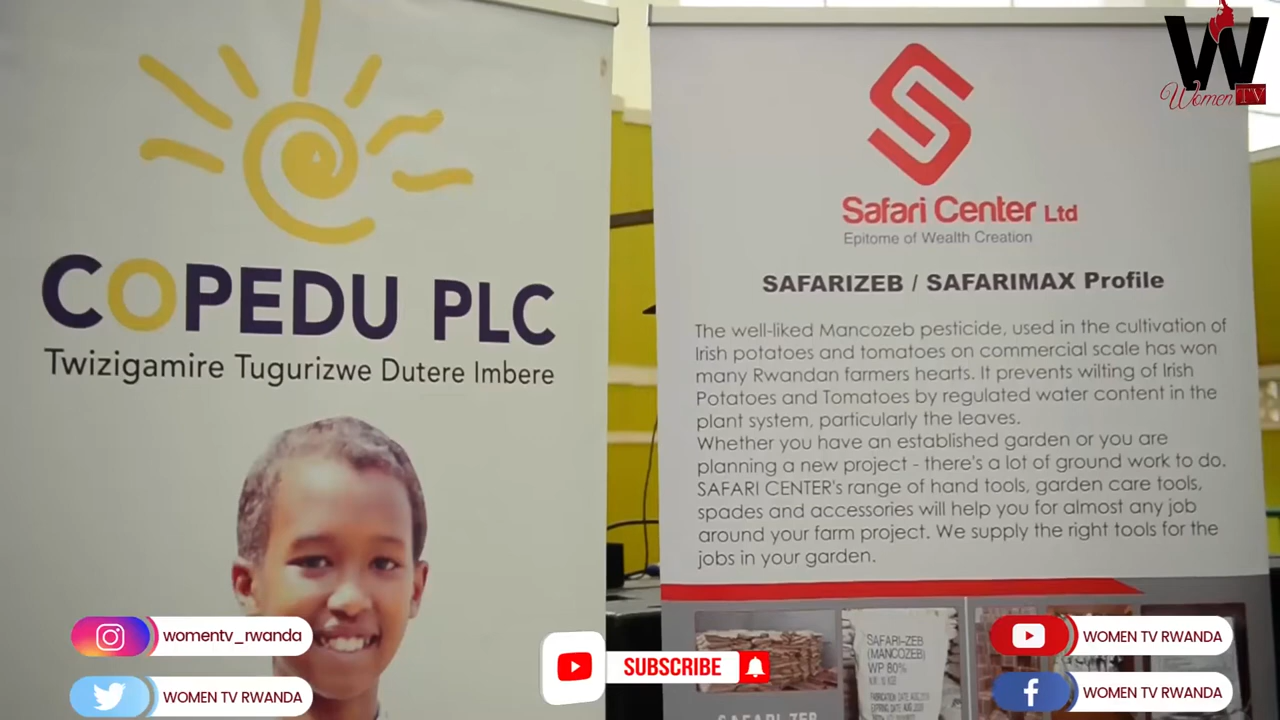 COPEDU PLC
Twizigamire Tugurizwe Dutere Imbere
Safari Center Ltd
Epitome of Wealth Creation
SAFARIZEB / SAFARIMAX Profile
The well-liked Mancozeb pesticide, used in the cultivation of
Irish potatoes and tomatoes on commercial scale has won
many Rwandan farmers hearts. It prevents wilting of Irish
Potatoes and Tomatoes by regulated water content in the
plant system, particularly the leaves.
Whether you have an established garden or you are
planning a new project - there's a lot of ground work to do.
SAFARI CENTER's range of hand tools, garden care tools,
spades and accessories will help you for almost any job
around your farm project. We supply the right tools for the
jobs in your garden.
SAFARI-ZEB
(MANCOZEB)
WP 80%
SAFARI-ZEB
W
Women TV
womentv_rwanda
WOMEN TV RWANDA
SUBSCRIBE
WOMEN TV RWANDA
WOMEN TV RWANDA